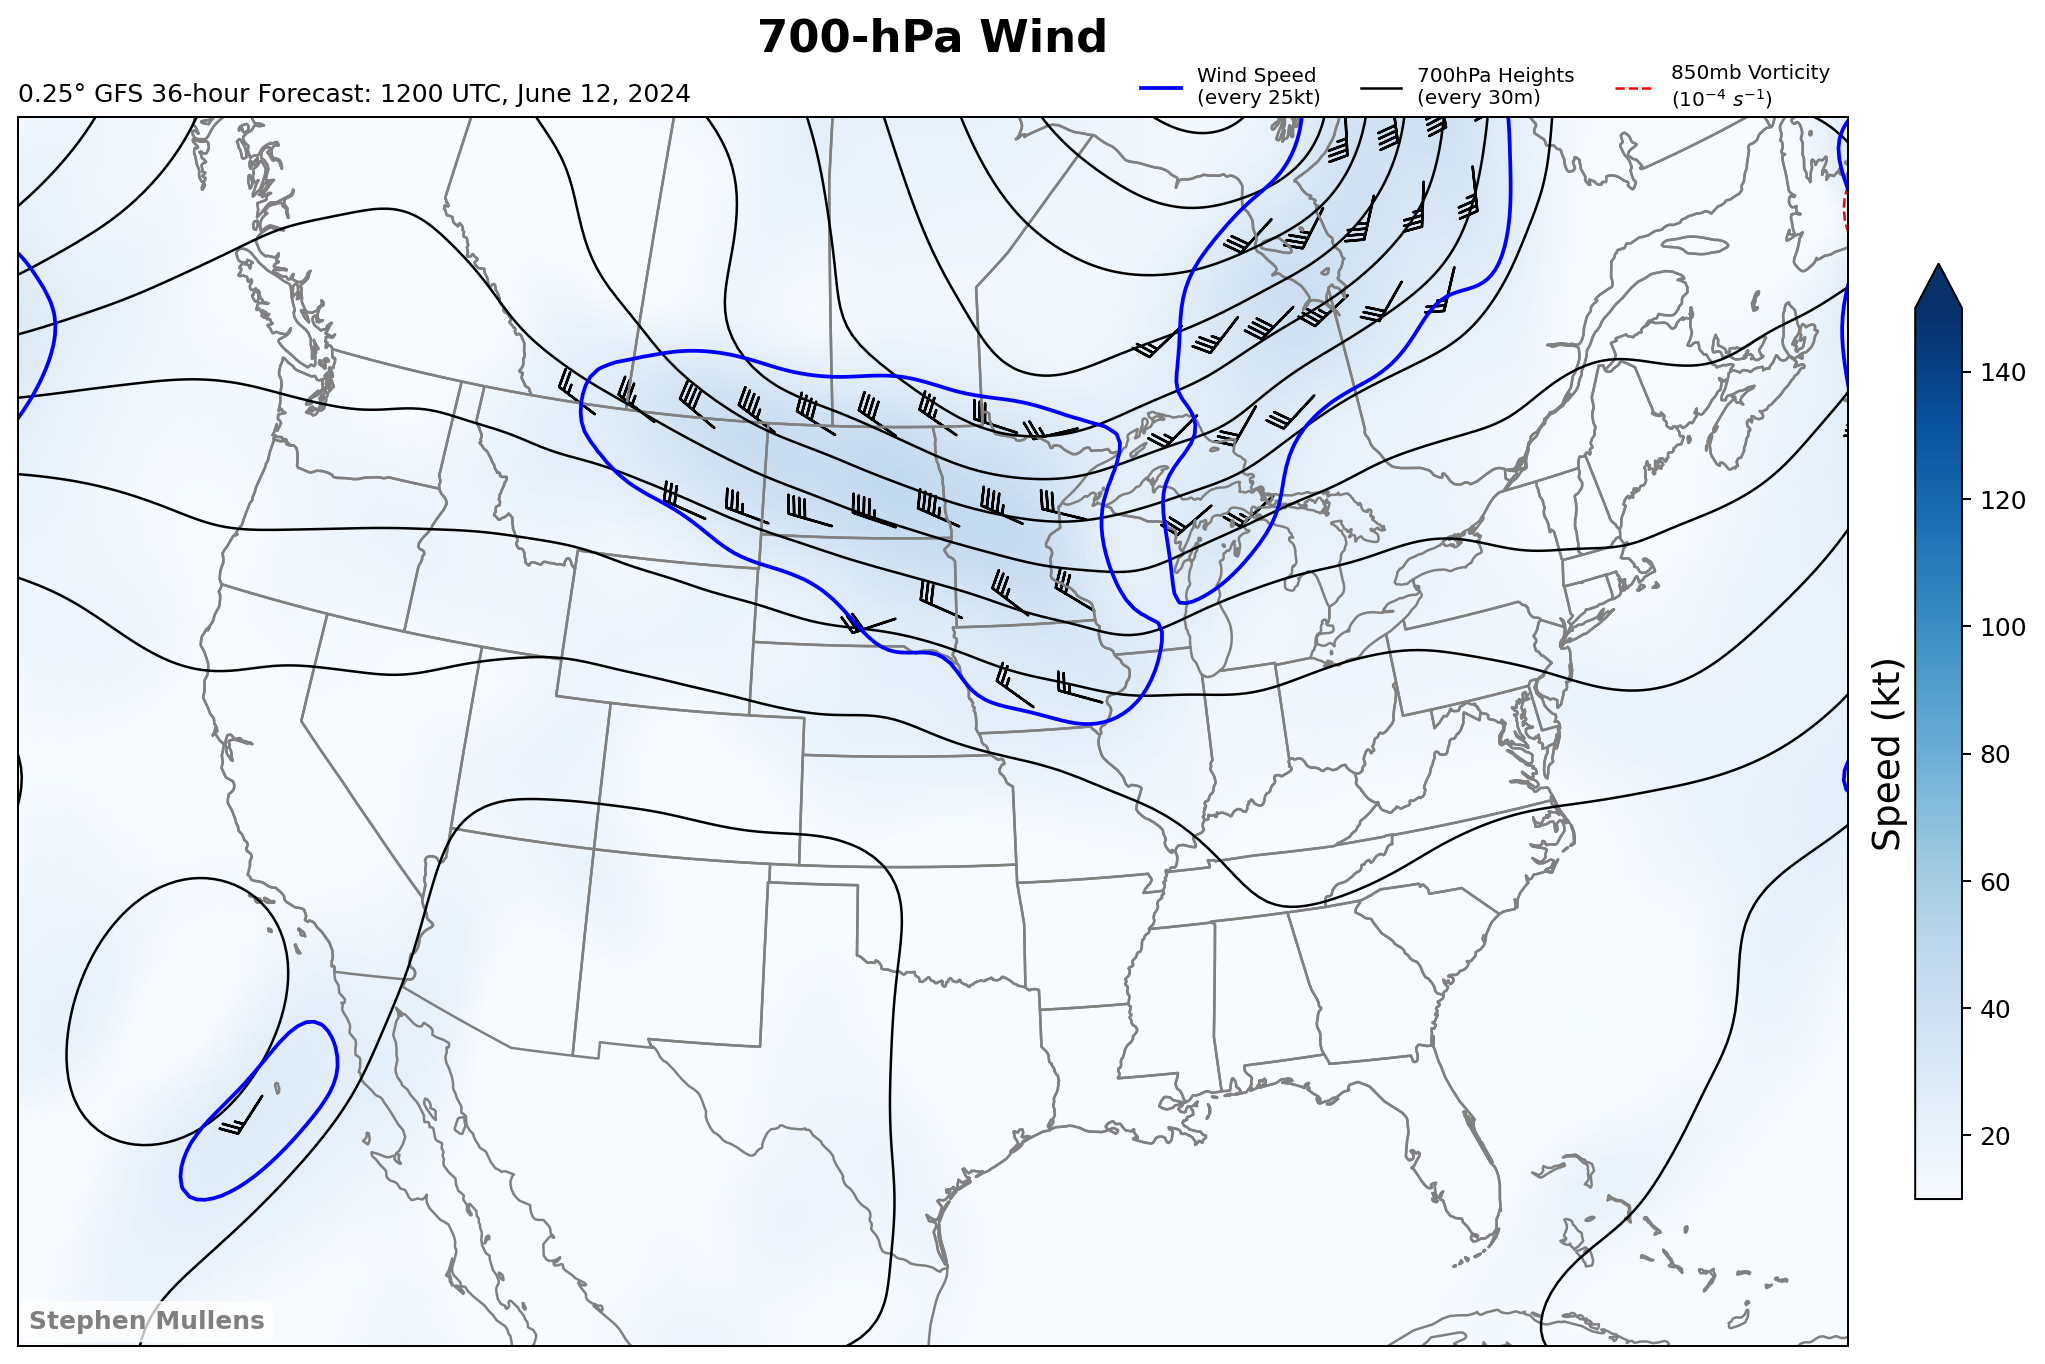 700-hPa Wind
0.25° GFS 36-hour Forecast: 1200 UTC, June 12, 2024
Wind Speed
(every 25kt)
700hPa Heights
(every 30m)
850mb Vorticity
(10⁻⁴ s⁻¹)
140
120
100
80
60
40
20
Speed (kt)
Stephen Mullens